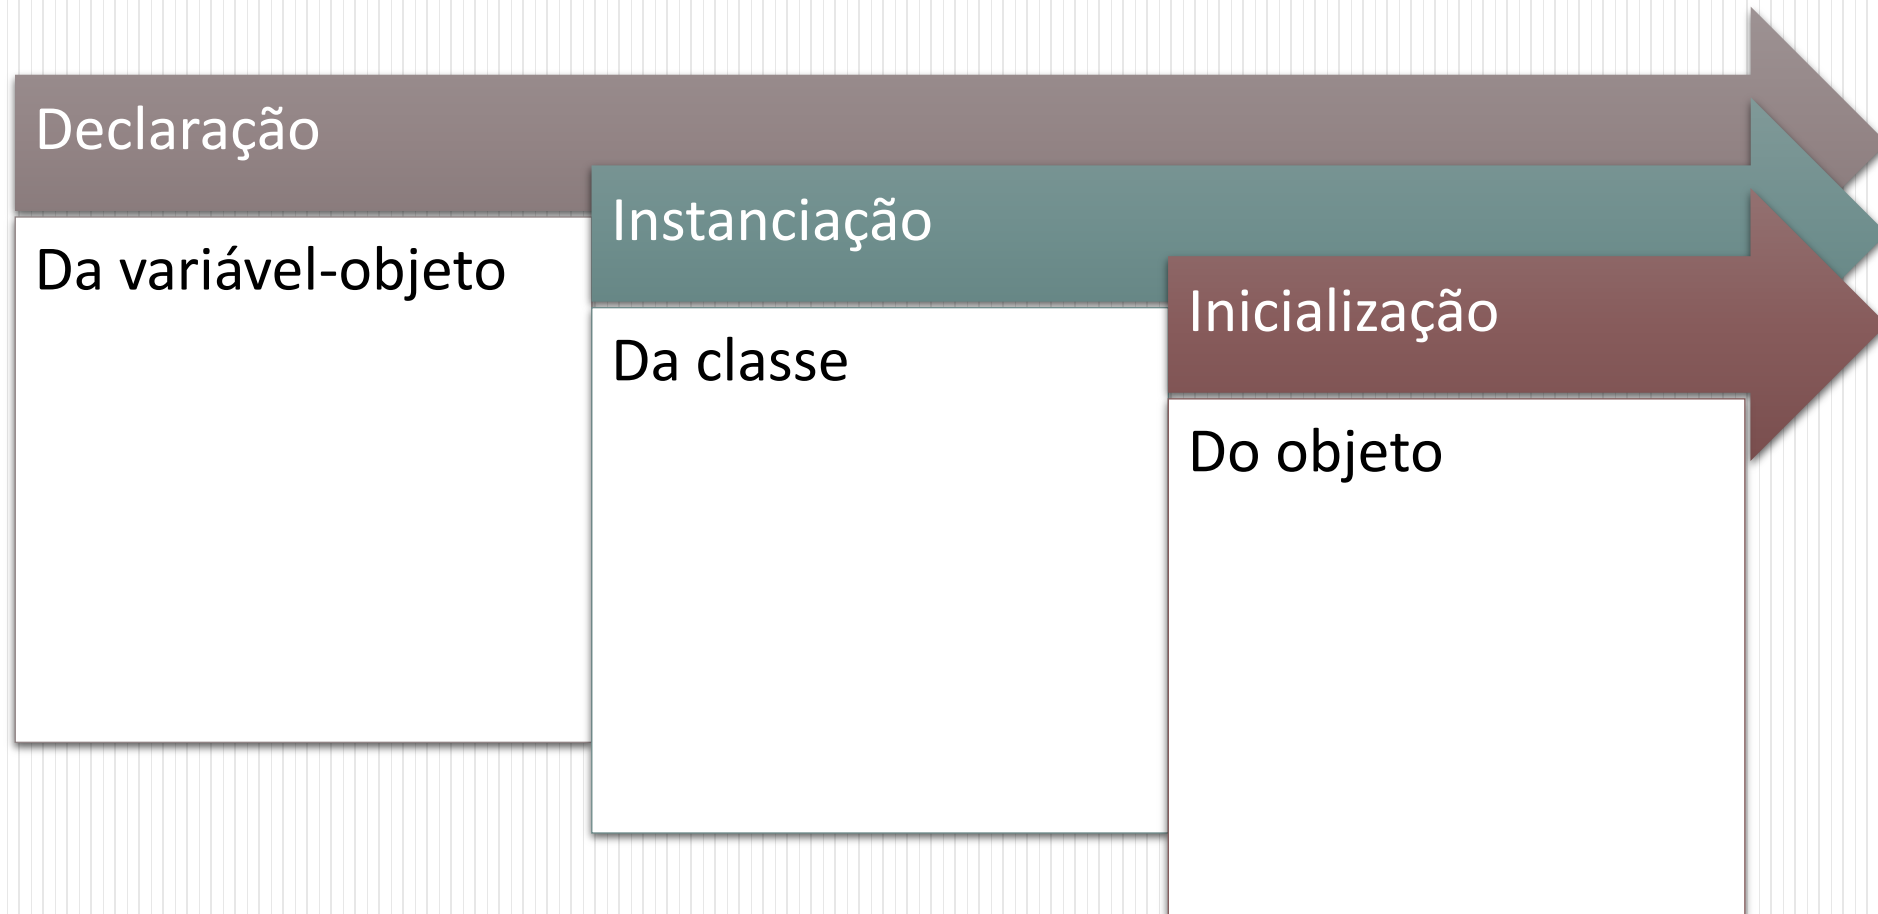 Declaração
Da variável-objeto
Instanciação
Da classe
Inicialização
Do objeto